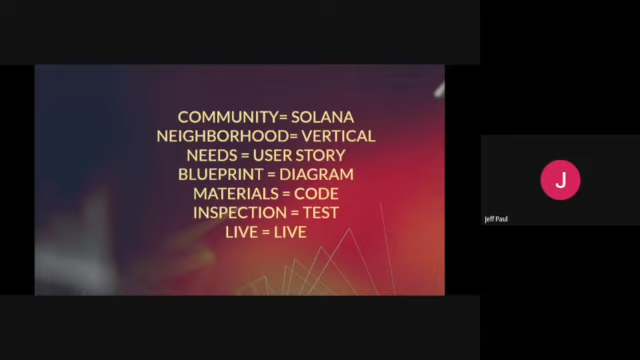 COMMUNITY= SOLANA
NEIGHBORHOOD= VERTICAL
NEEDS = USER STORY
BLUEPRINT = DIAGRAM
MATERIALS = CODE
INSPECTION = TEST
LIVE = LIVE
J
Jeff Paul